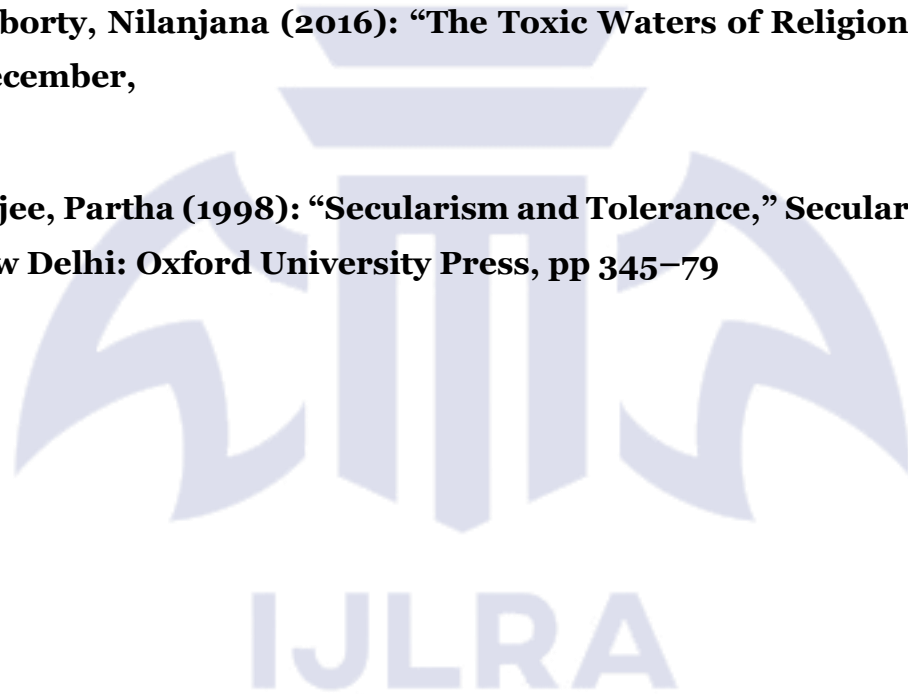 borty, Nilanjana (2016): “The Toxic Waters of Religion
ecember,
jee, Partha (1998): “Secularism and Tolerance,” Secular
w Delhi: Oxford University Press, pp 345–79
IJLRA